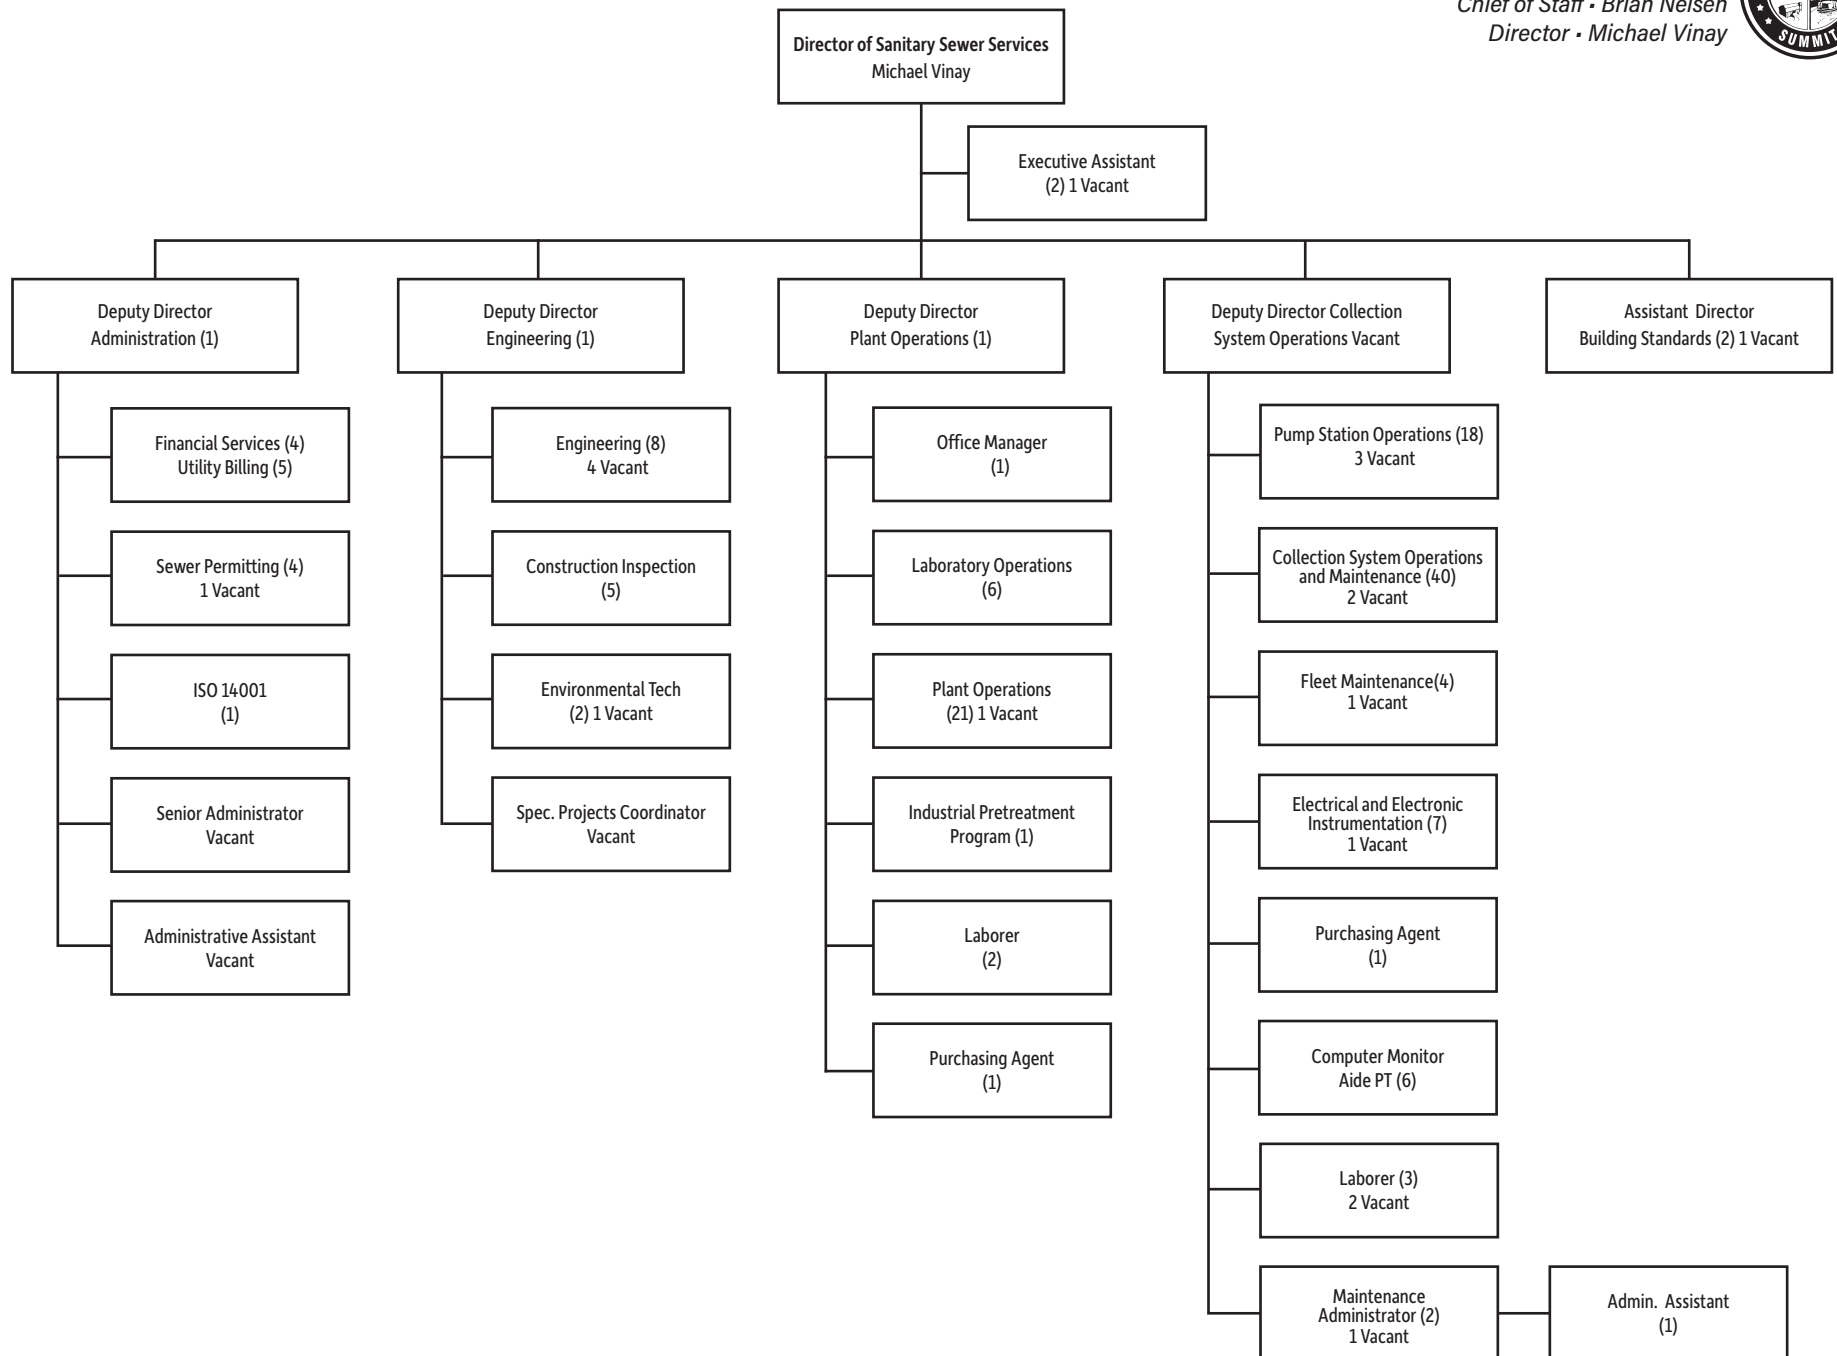 Chief of Staff • Brian Nelsen
Director • Michael Vinay
SUMMIT
Director of Sanitary Sewer Services
Michael Vinay
Executive Assistant
(2) 1 Vacant
Deputy Director
Administration (1)
Deputy Director
Engineering (1)
Deputy Director
Plant Operations (1)
Deputy Director Collection
System Operations Vacant
Assistant Director
Building Standards (2) 1 Vacant
Financial Services (4)
Utility Billing (5)
Sewer Permitting (4)
1 Vacant
ISO 14001
(1)
Senior Administrator
Vacant
Administrative Assistant
Vacant
Engineering (8)
4 Vacant
Construction Inspection
(5)
Environmental Tech
(2) 1 Vacant
Spec. Projects Coordinator
Vacant
Office Manager
(1)
Laboratory Operations
(6)
Plant Operations
(21) 1 Vacant
Industrial Pretreatment
Program (1)
Laborer
(2)
Purchasing Agent
(1)
Pump Station Operations (18)
3 Vacant
Collection System Operations
and Maintenance (40)
2 Vacant
Fleet Maintenance(4)
1 Vacant
Electrical and Electronic
Instrumentation (7)
1 Vacant
Purchasing Agent
(1)
Computer Monitor
Aide PT (6)
Laborer (3)
2 Vacant
Maintenance
Administrator (2)
1 Vacant
Admin. Assistant
(1)